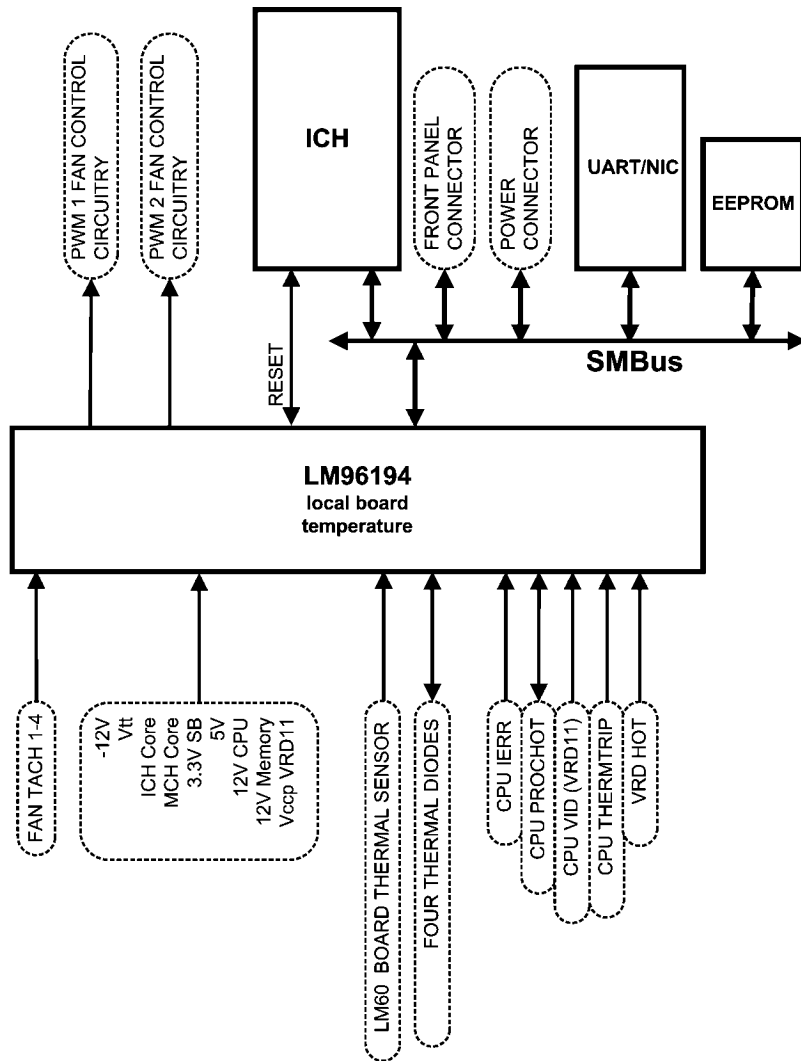 PWM 1 FAN CONTROL
CIRCUITRY
PWM 2 FAN CONTROL
CIRCUITRY
ICH
FRONT PANEL
CONNECTOR
POWER
CONNECTOR
UART/NIC
EEPROM
RESET
SMBus
LM96194
local board
temperature
FAN TACH 1-4
-12V
Vtt
ICH Core
MCH Core
3.3V SB
5V
12V CPU
12V Memory
Vccp VRD11
LM60 BOARD THERMAL SENSOR
FOUR THERMAL DIODES
CPU IERR
CPU PROCHOT
CPU VID (VRD11)
CPU THERMTRIP
VRD HOT